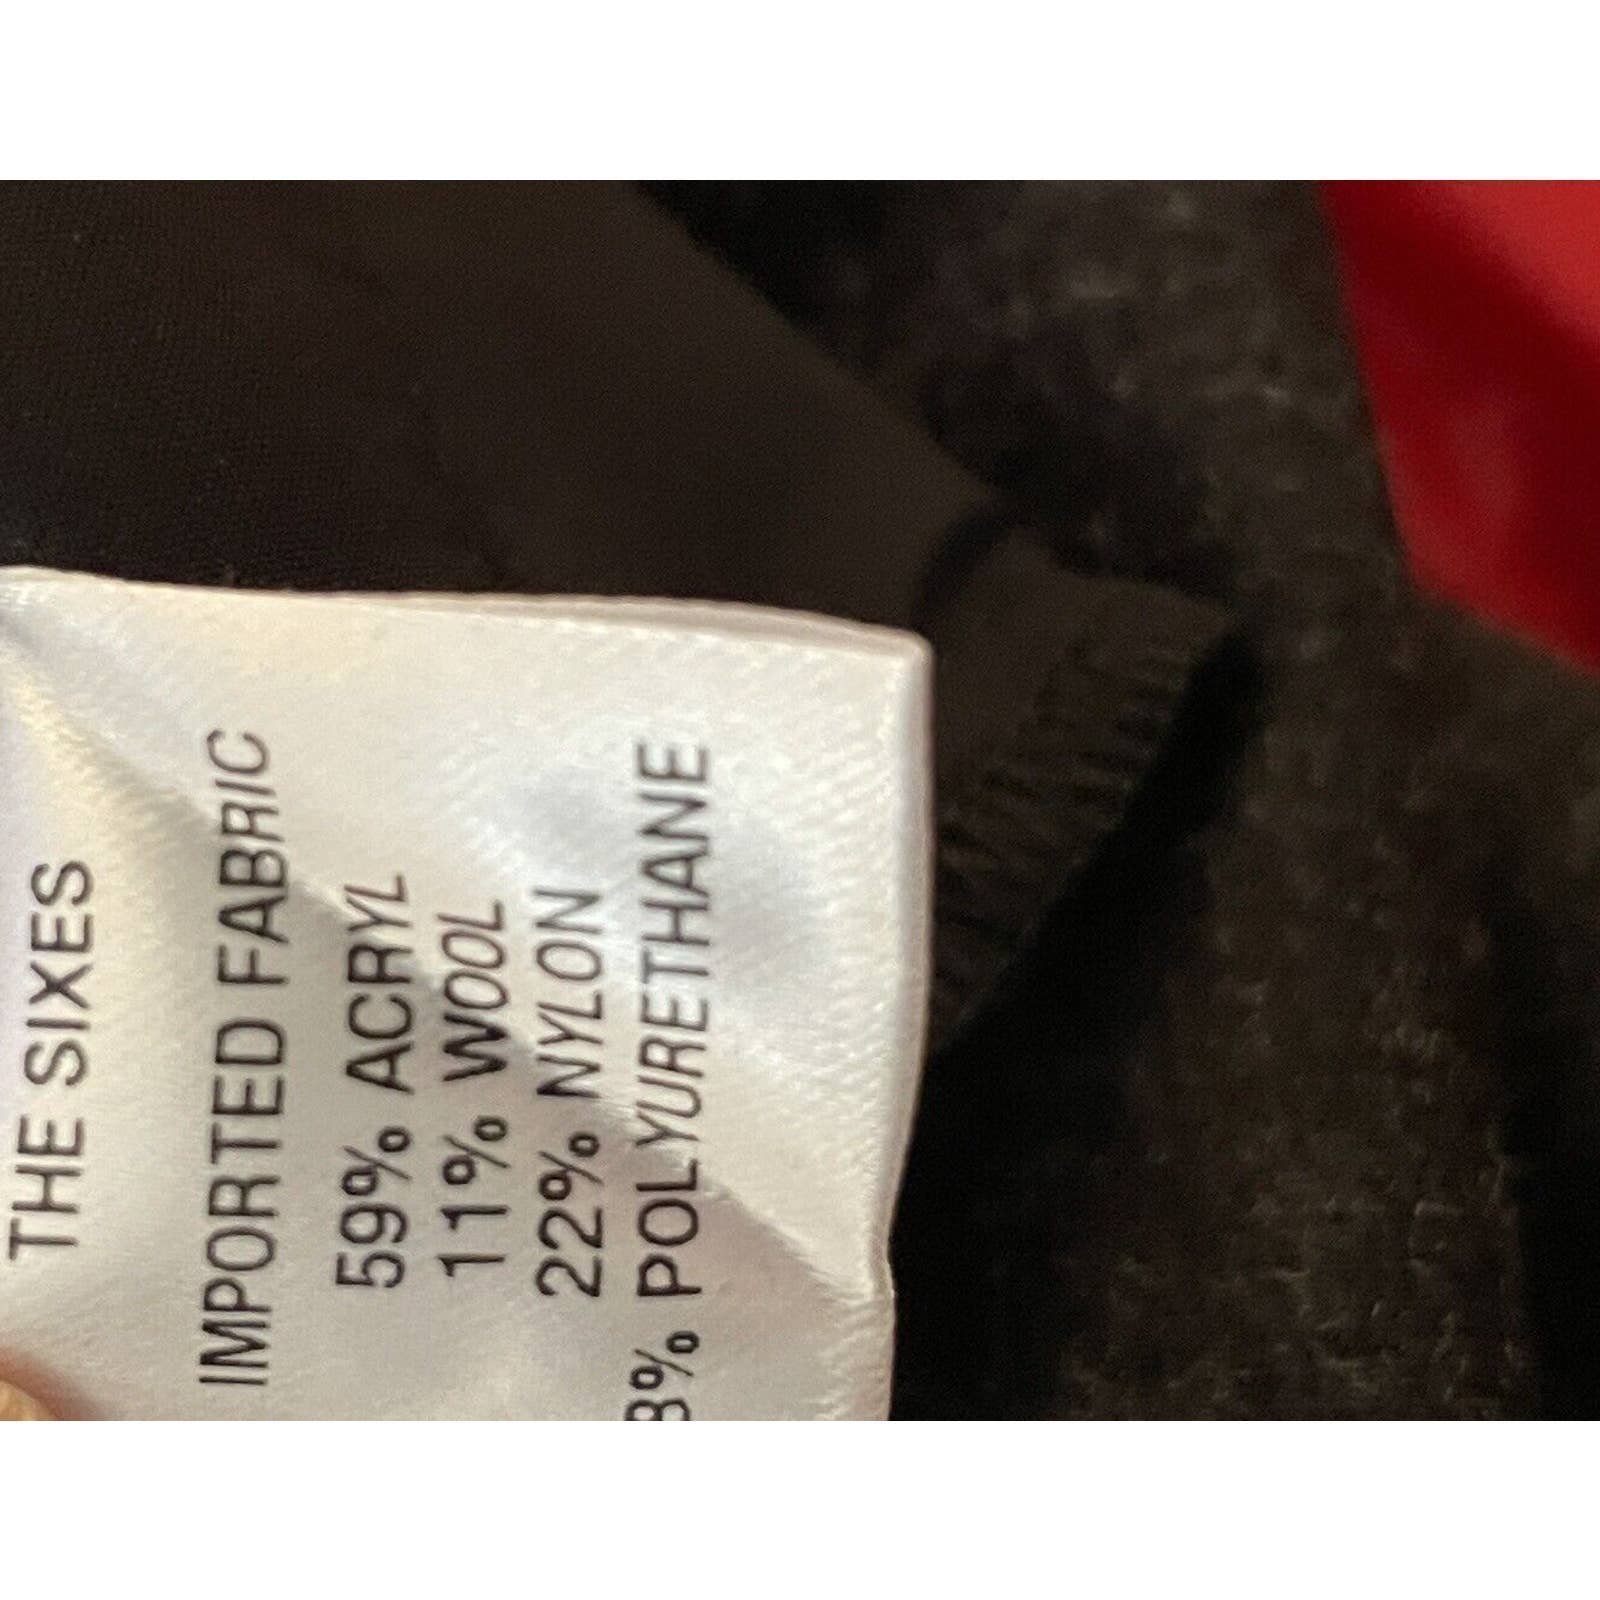 THE SIXES
IMPORTED FABRIC
59% ACRYL
11% WOOL
22% NYLON
8% POLYURETHANE